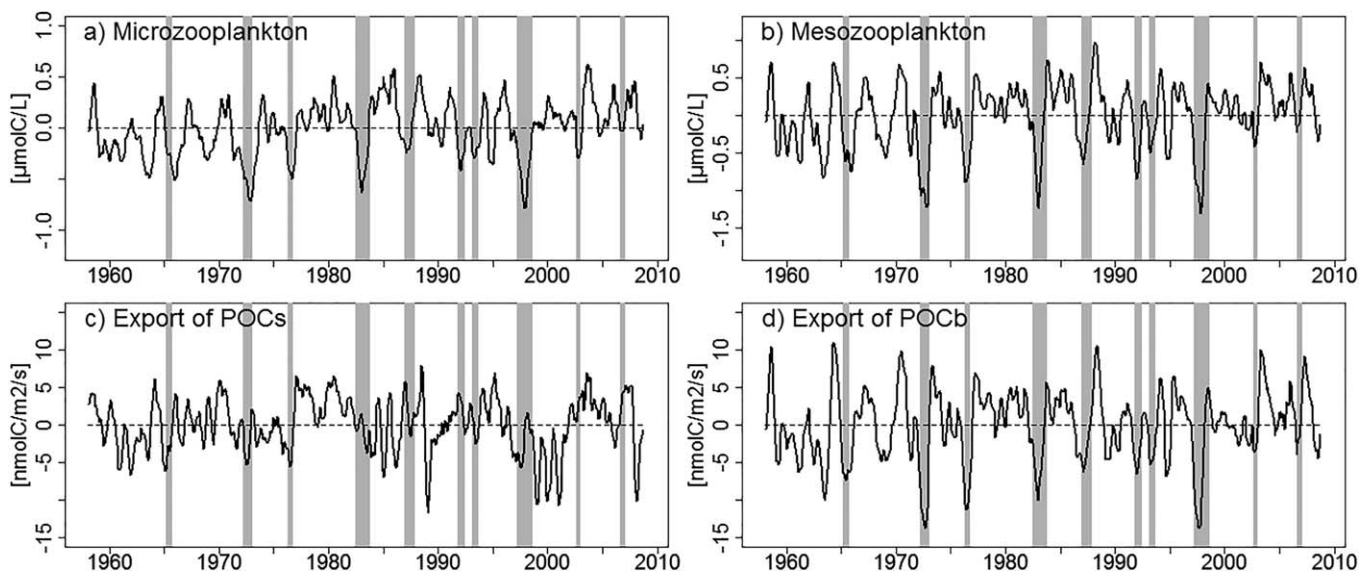 a) Microzooplankton
[μmolC/L]
1.0
0.5
0.0
-1.0
1960 1970 1980 1990 2000 2010
b) Mesozooplankton
[μmolC/L]
0.5
-0.5
-1.5
1960 1970 1980 1990 2000 2010
c) Export of POCs
[nmolC/m2/s]
10
5
0
-5
-15
1960 1970 1980 1990 2000 2010
d) Export of POCb
[nmolC/m2/s]
10
5
0
-5
-15
1960 1970 1980 1990 2000 2010